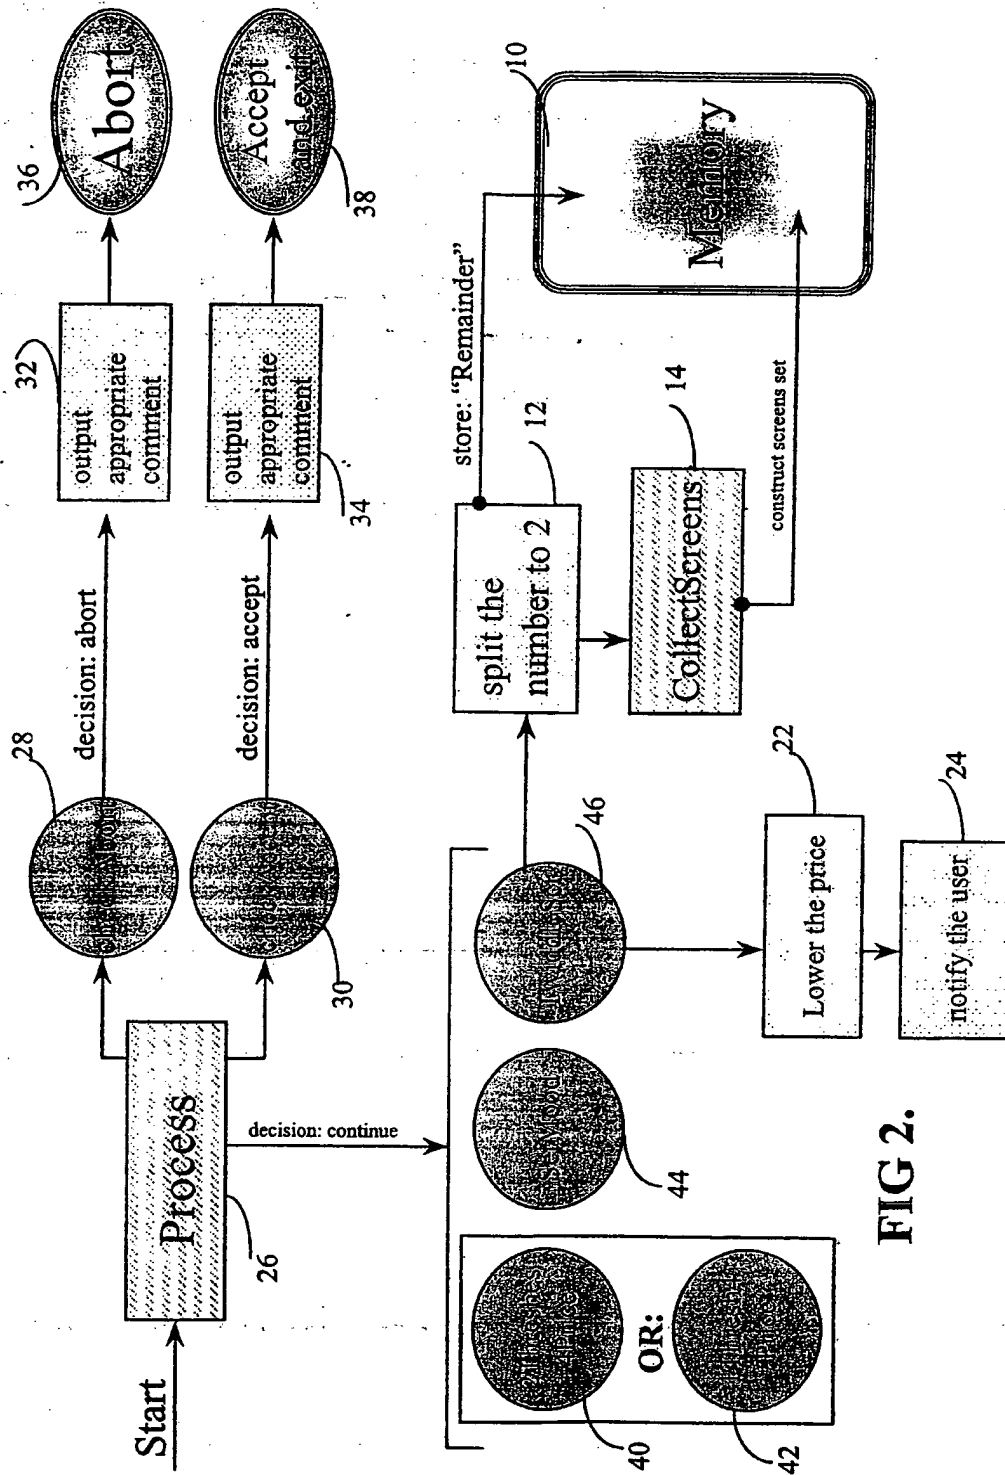 Start
Process
26
28
30
decision: abort
decision: accept
decision: continue
32
output
appropriate
comment
34
output
appropriate
comment
36
Abort
38
Accept
and exit
40
OR:
42
44
46
split the
number to 2
12
store: “Remainder”
CollectScreens
14
construct screens set
10
Memory
Lower the price
22
notify the user
24
FIG 2.